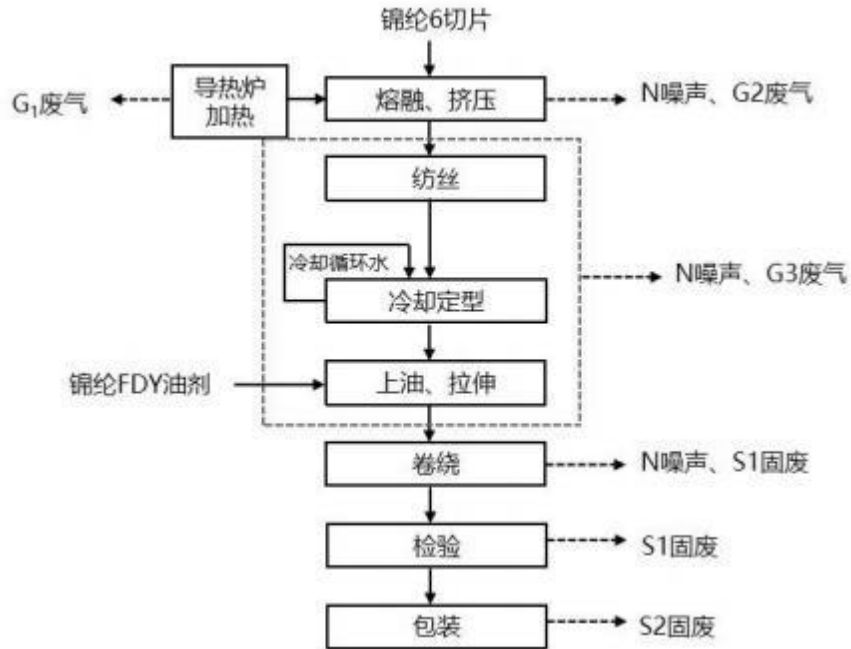 锦纶6切片
G₁废气
导热炉
加热
熔融、挤压
N噪声、G2废气
纺丝
冷却循环水
冷却定型
N噪声、G3废气
锦纶FDY油剂
上油、拉伸
卷绕
N噪声、S1固废
检验
S1固废
包装
S2固废